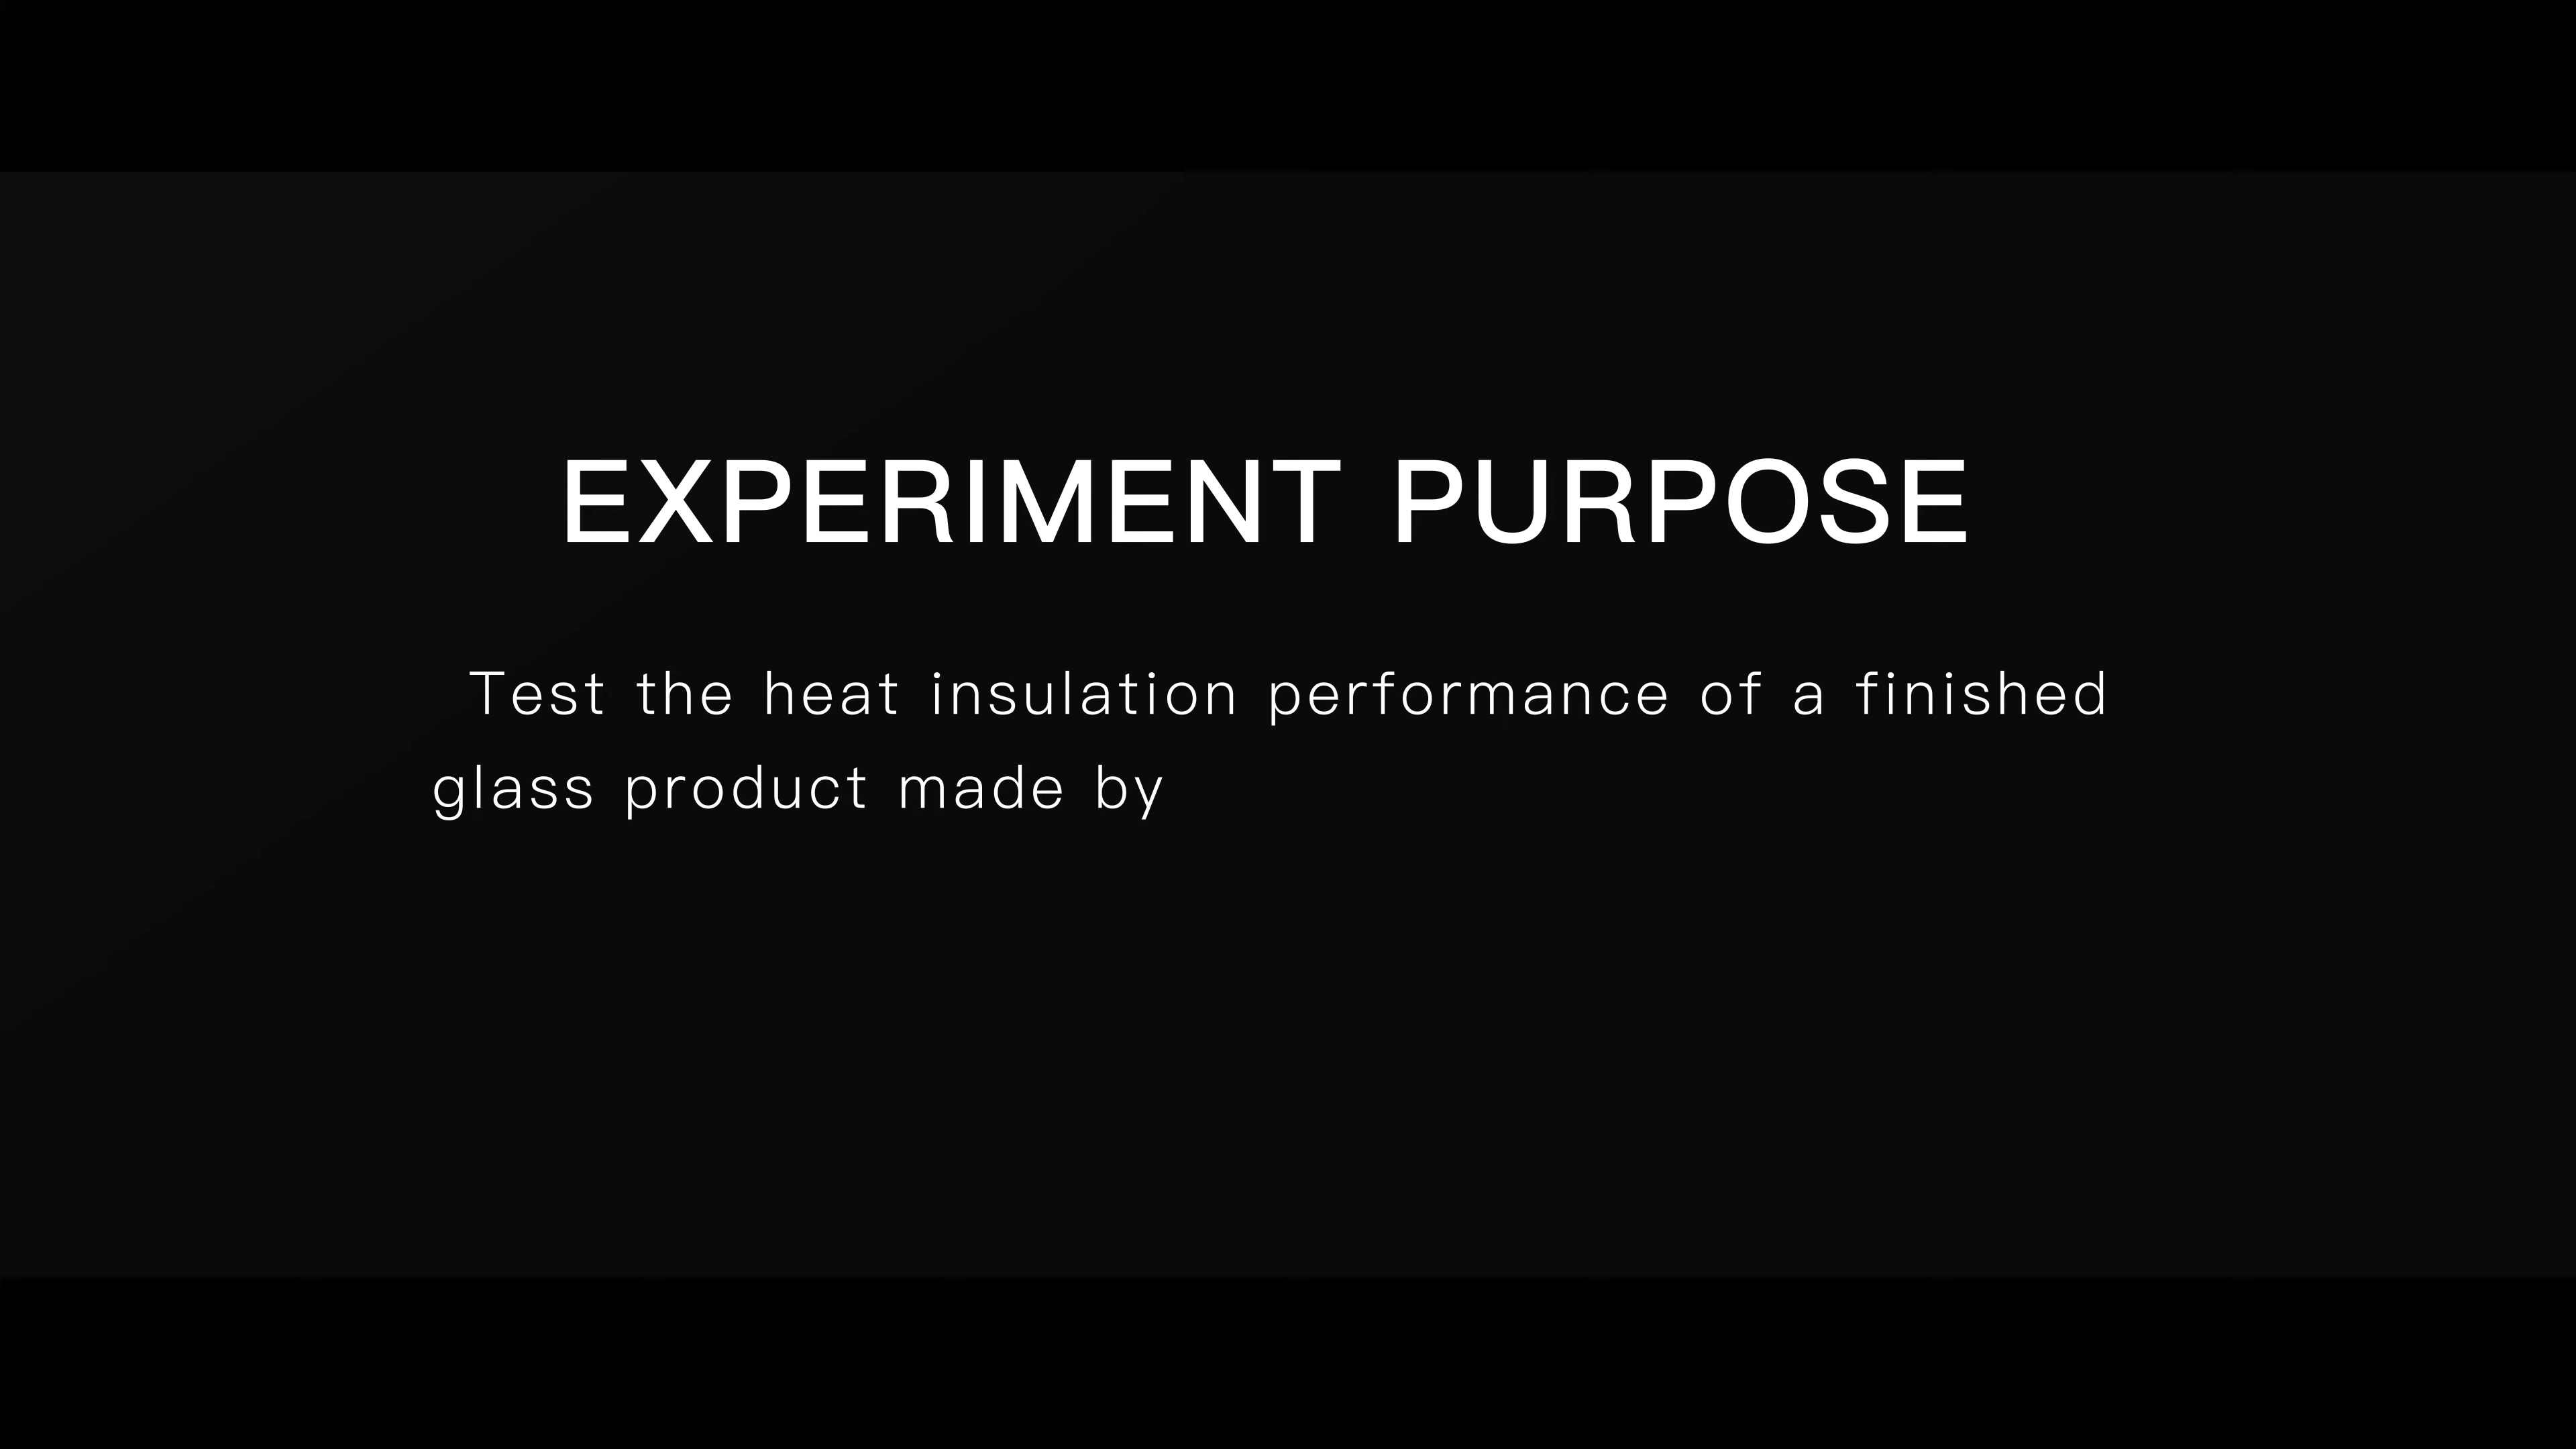 EXPERIMENT PURPOSE
Test the heat insulation performance of a finished
glass product made by